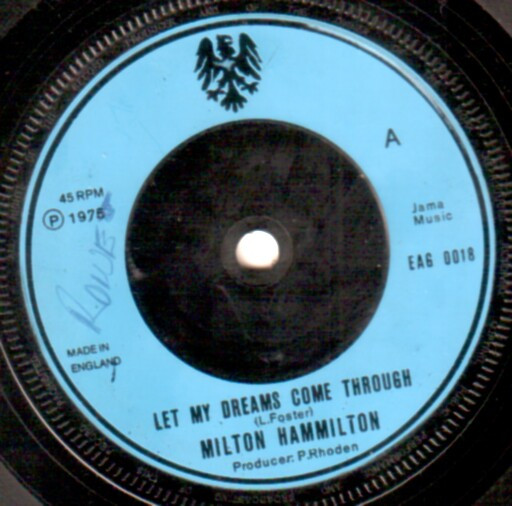 A
45 RPM
Ⓟ 1975
Jama
Music
EAG 0018
MADE IN
ENGLAND
LET MY DREAMS COME THROUGH
(L.Foster)
MILTON HAMMILTON
Producer: P.Rhoden